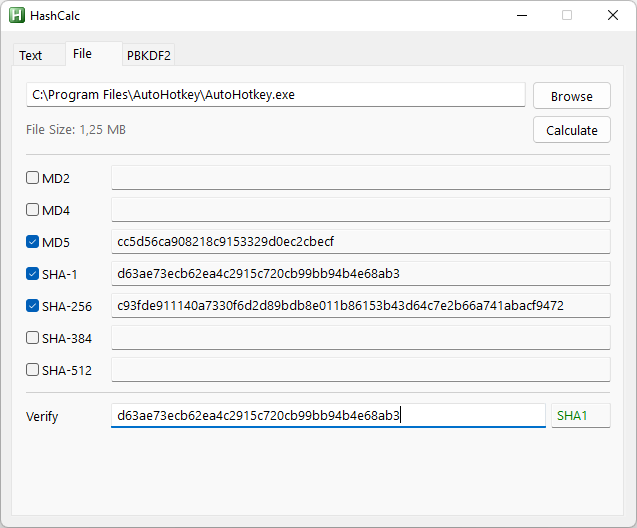 HashCalc
Text File PBKDF2
C:\Program Files\AutoHotkey\AutoHotkey.exe Browse
File Size: 1,25 MB Calculate
MD2
MD4
MD5 cc5d56ca908218c9153329d0ec2cbecf
SHA-1 d63ae73ecb62ea4c2915c720cb99bb94b4e68ab3
SHA-256 c93fde911140a7330f6d2d89bdb8e011b86153b43d64c7e2b66a741abacf9472
SHA-384
SHA-512
Verify d63ae73ecb62ea4c2915c720cb99bb94b4e68ab3 SHA1